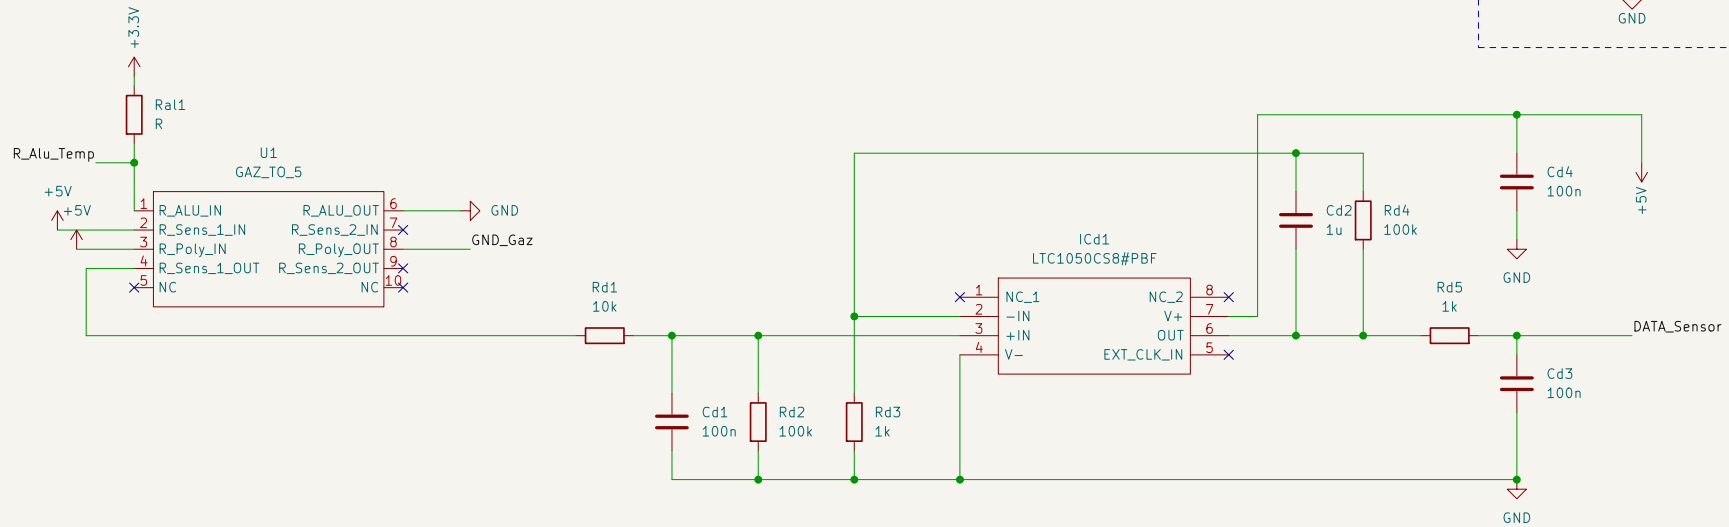 +3.3V
Ral1
R
R_Alu_Temp
U1
GAZ_TO_5
+5V
+5V
1 R_ALU_IN R_ALU_OUT 6
2 R_Sens_1_IN R_Sens_2_IN 7
3 R_Poly_IN R_Poly_OUT 8
4 R_Sens_1_OUT R_Sens_2_OUT 9
5 NC NC 10
GND
GND_Gaz
Rd1
10k
Cd1
100n
Rd2
100k
Rd3
1k
ICd1
LTC1050CS8#PBF
1 NC_1 NC_2 8
2 -IN V+ 7
3 +IN OUT 6
4 V- EXT_CLK_IN 5
Cd2
1u
Rd4
100k
Cd4
100n
GND
+5V
Rd5
1k
DATA_Sensor
Cd3
100n
GND
GND